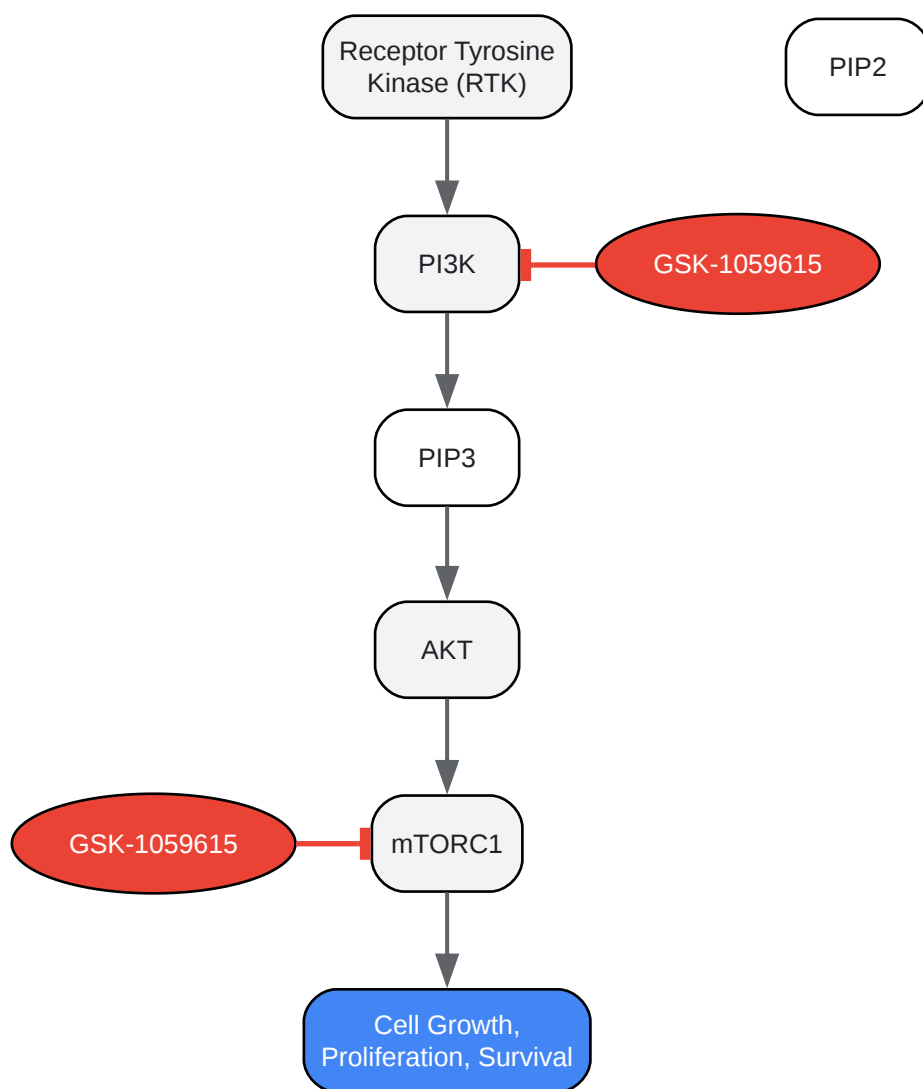 Receptor Tyrosine
Kinase (RTK)
PIP2
PI3K
GSK-1059615
PIP3
AKT
GSK-1059615
mTORC1
Cell Growth,
Proliferation, Survival